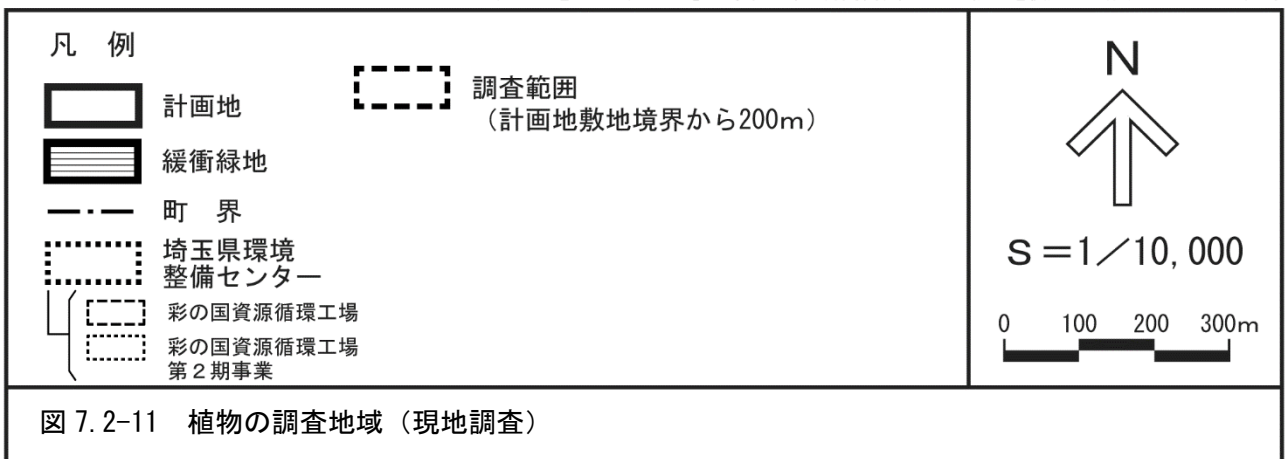 凡　例
計画地
緩衝緑地
町　界
埼玉県環境
整備センター
彩の国資源循環工場
彩の国資源循環工場
第２期事業
調査範囲
（計画地敷地境界から200ｍ）
N
S＝1／10,000
0 100 200 300m
図 7.2-11　植物の調査地域（現地調査）